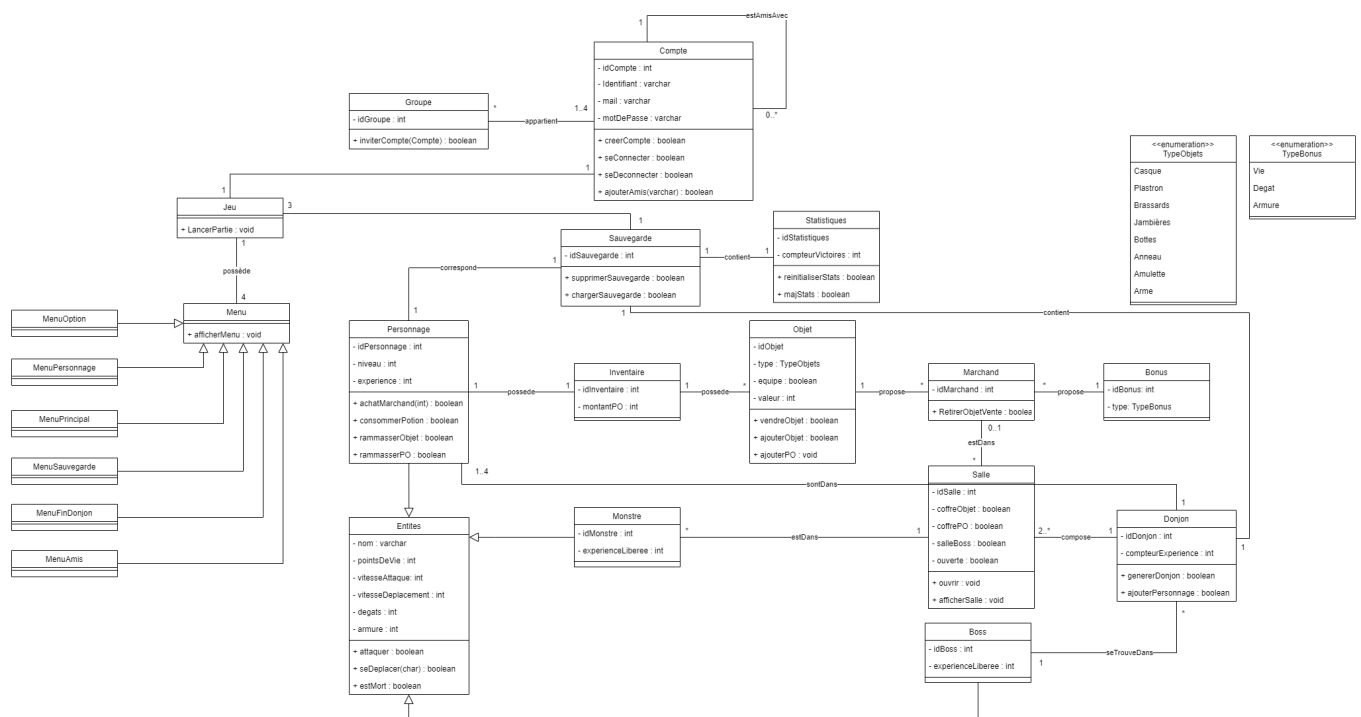 estAmisAvec
1
Compte
- idCompte : int
- Identifiant : varchar
- mail : varchar
- motDePasse : varchar
+ creerCompte : boolean
+ seConnecter : boolean
+ seDeconnecter : boolean
+ ajouterAmis(varchar) : boolean
0..*
Groupe
- idGroupe : int
+ inviterCompte(Compte) : boolean
*
appartient
1..4
1
1
Jeu
+ LancerPartie : void
3
1
1
possède
4
Menu
+ afficherMenu : void
MenuOption
MenuPersonnage
MenuPrincipal
MenuSauvegarde
MenuFinDonjon
MenuAmis
<<enumeration>>
TypeObjets
Casque
Plastron
Brassards
Jambières
Bottes
Anneau
Amulette
Arme
<<enumeration>>
TypeBonus
Vie
Degat
Armure
Sauvegarde
- idSauvegarde : int
+ supprimerSauvegarde : boolean
+ chargerSauvegarde : boolean
1
contient
1
Statistiques
- idStatistiques
- compteurVictoires : int
+ reinitialiserStats : boolean
+ majStats : boolean
1
correspond
1
1
contient
1
Personnage
- idPersonnage : int
- niveau : int
- experience : int
+ achatMarchand(int) : boolean
+ consommerPotion : boolean
+ rammasserObjet : boolean
+ rammasserPO : boolean
1
possede
1
Inventaire
- idInventaire : int
- montantPO : int
1
possede
*
Objet
- idObjet
- type : TypeObjets
- equipe : boolean
- valeur : int
+ vendreObjet : boolean
+ ajouterObjet : boolean
+ ajouterPO : void
1
propose
*
Marchand
- idMarchand : int
+ RetirerObjetVente : boolea
*
propose
1
Bonus
- idBonus: int
- type: TypeBonus
0..1
estDans
*
1..4
sontDans
1
Salle
- idSalle : int
- coffreObjet : boolean
- coffrePO : boolean
- salleBoss : boolean
- ouverte : boolean
+ ouvrir : void
+ afficherSalle : void
2..*
compose
1
Donjon
- idDonjon : int
- compteurExperience : int
+ genererDonjon : boolean
+ ajouterPersonnage : boolean
Entites
- nom : varchar
- pointsDeVie : int
- vitesseAttaque: int
- vitesseDeplacement : int
- degats : int
- armure : int
+ attaquer : boolean
+ seDeplacer(char) : boolean
+ estMort : boolean
Monstre
- idMonstre : int
- experienceLiberee : int
*
estDans
1
*
Boss
- idBoss : int
- experienceLiberee : int
1
seTrouveDans